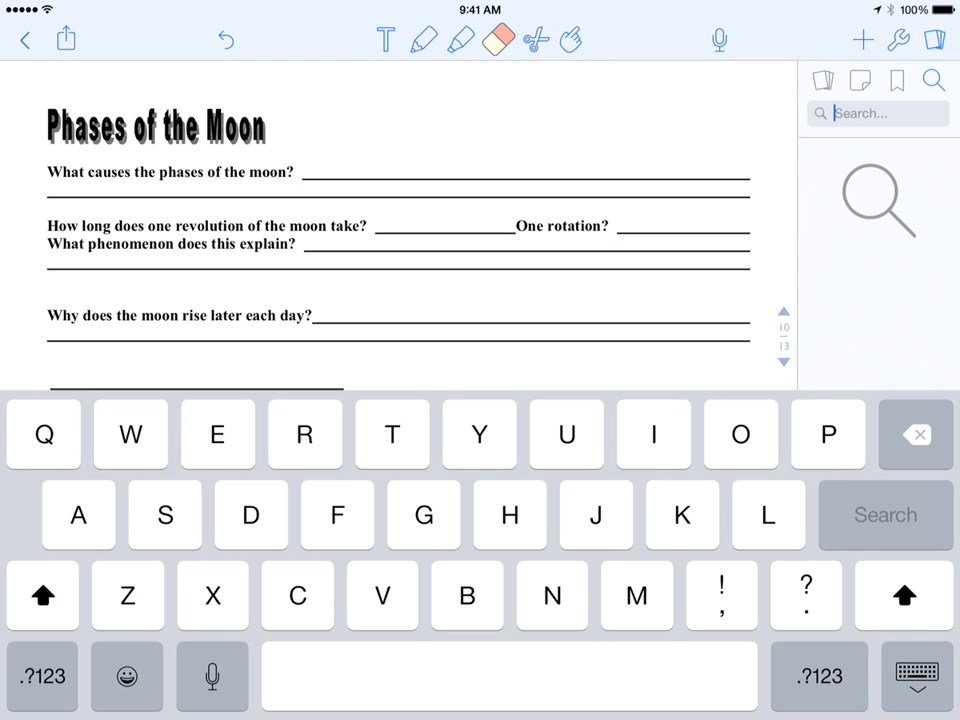 9:41 AM
100%
T
Search...
Phases of the Moon
What causes the phases of the moon?
How long does one revolution of the moon take? One rotation?
What phenomenon does this explain?
Why does the moon rise later each day?
10
13
Q W E R T Y U I O P
A S D F G H J K L Search
Z X C V B N M ! , ? .
.?123 .?123